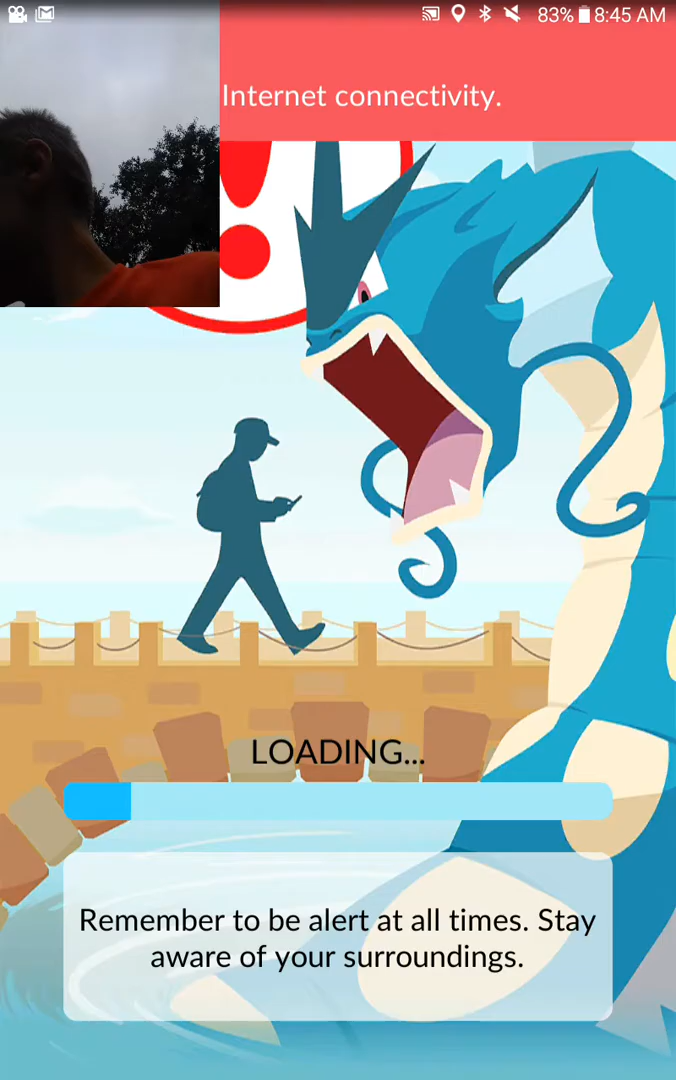 83% 8:45 AM
Internet connectivity.
LOADING...
Remember to be alert at all times. Stay
aware of your surroundings.